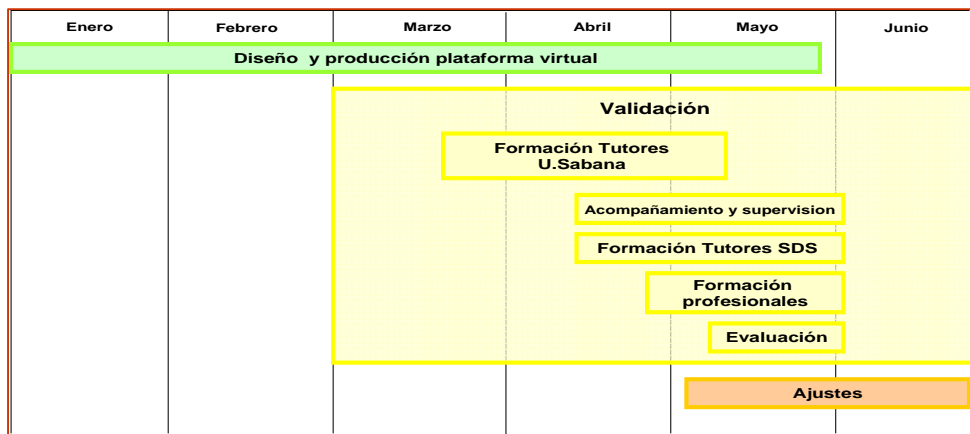 Enero Febrero Marzo Abril Mayo Junio
Diseño y producción plataforma virtual
Validación
Formación Tutores
U.Sabana
Acompañamiento y supervision
Formación Tutores SDS
Formación
profesionales
Evaluación
Ajustes